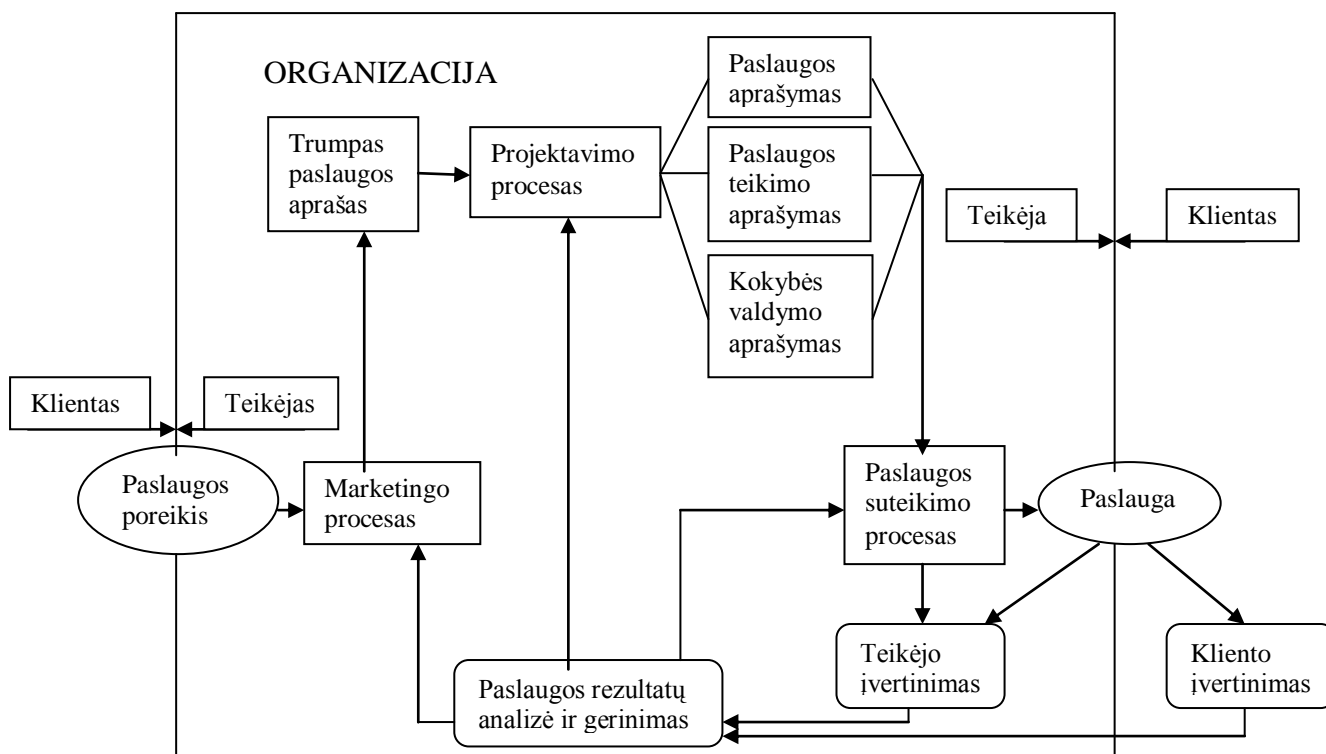 ORGANIZACIJA
Paslaugos
aprašymas
Trumpas
paslaugos
aprašas
Projektavimo
procesas
Paslaugos
teikimo
aprašymas
Teikėja
Klientas
Kokybės
valdymo
aprašymas
Klientas
Teikėjas
Paslaugos
poreikis
Marketingo
procesas
Paslaugos
suteikimo
procesas
Paslauga
Teikėjo
įvertinimas
Kliento
įvertinimas
Paslaugos rezultatų
analizė ir gerinimas